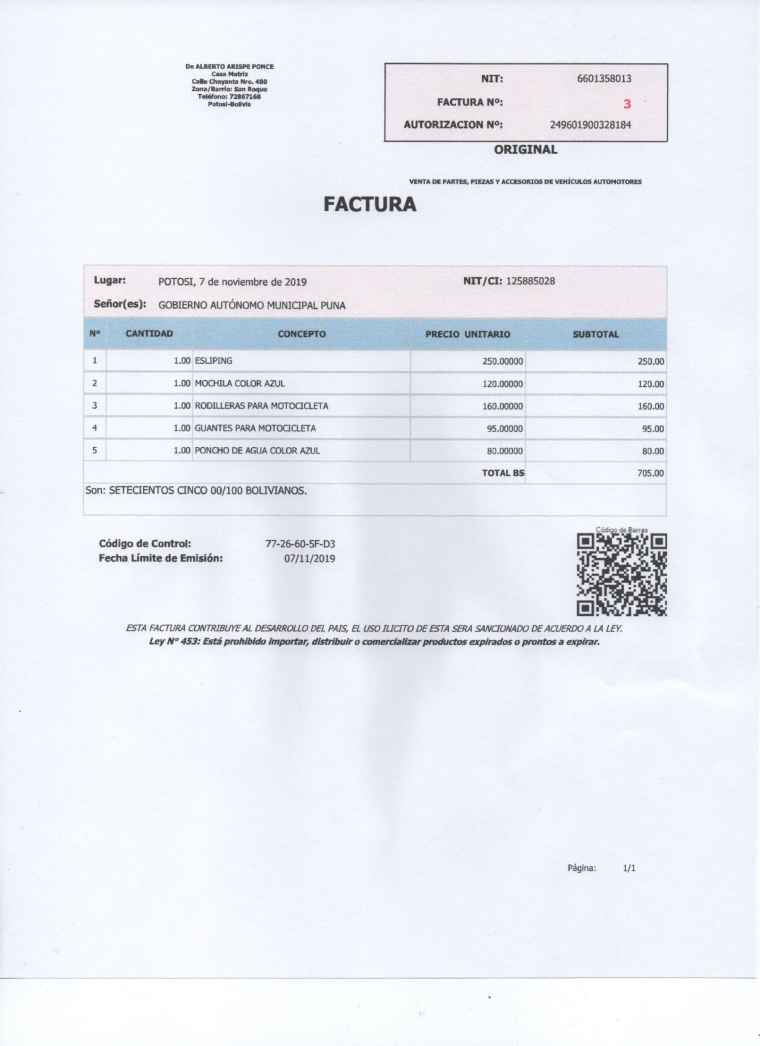 De ALBERTO ARISPE PONCE
Casa Matriz
Calle Chayanta Nro. 480
Zona/Barrio: San Roque
Teléfono: 72867168
Potosi-Bolivia
NIT: 6601358013
FACTURA Nº: 3
AUTORIZACION Nº: 249601900328184
ORIGINAL
VENTA DE PARTES, PIEZAS Y ACCESORIOS DE VEHÍCULOS AUTOMOTORES
FACTURA
Lugar: POTOSI, 7 de noviembre de 2019 NIT/CI: 125885028
Señor(es): GOBIERNO AUTÓNOMO MUNICIPAL PUNA
Nº CANTIDAD CONCEPTO PRECIO UNITARIO SUBTOTAL
1 1.00 ESLIPING 250.00000 250.00
2 1.00 MOCHILA COLOR AZUL 120.00000 120.00
3 1.00 RODILLERAS PARA MOTOCICLETA 160.00000 160.00
4 1.00 GUANTES PARA MOTOCICLETA 95.00000 95.00
5 1.00 PONCHO DE AGUA COLOR AZUL 80.00000 80.00
TOTAL BS 705.00
Son: SETECIENTOS CINCO 00/100 BOLIVIANOS.
Código de Barras
Código de Control: 77-26-60-5F-D3
Fecha Límite de Emisión: 07/11/2019
ESTA FACTURA CONTRIBUYE AL DESARROLLO DEL PAIS, EL USO ILICITO DE ESTA SERA SANCIONADO DE ACUERDO A LA LEY.
Ley Nº 453: Está prohibido importar, distribuir o comercializar productos expirados o prontos a expirar.
Página: 1/1